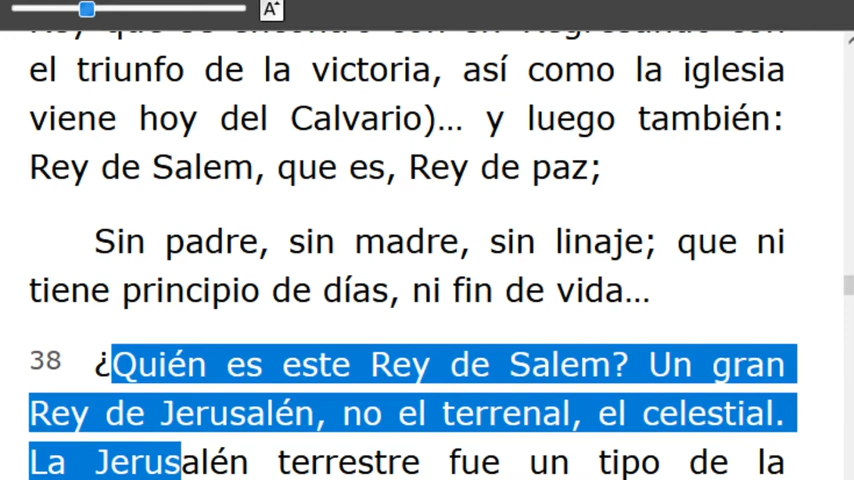 A
el triunfo de la victoria, así como la iglesia
viene hoy del Calvario)... y luego también:
Rey de Salem, que es, Rey de paz;
Sin padre, sin madre, sin linaje; que ni
tiene principio de días, ni fin de vida...
38 ¿Quién es este Rey de Salem? Un gran
Rey de Jerusalén, no el terrenal, el celestial.
La Jerusalén terrestre fue un tipo de la